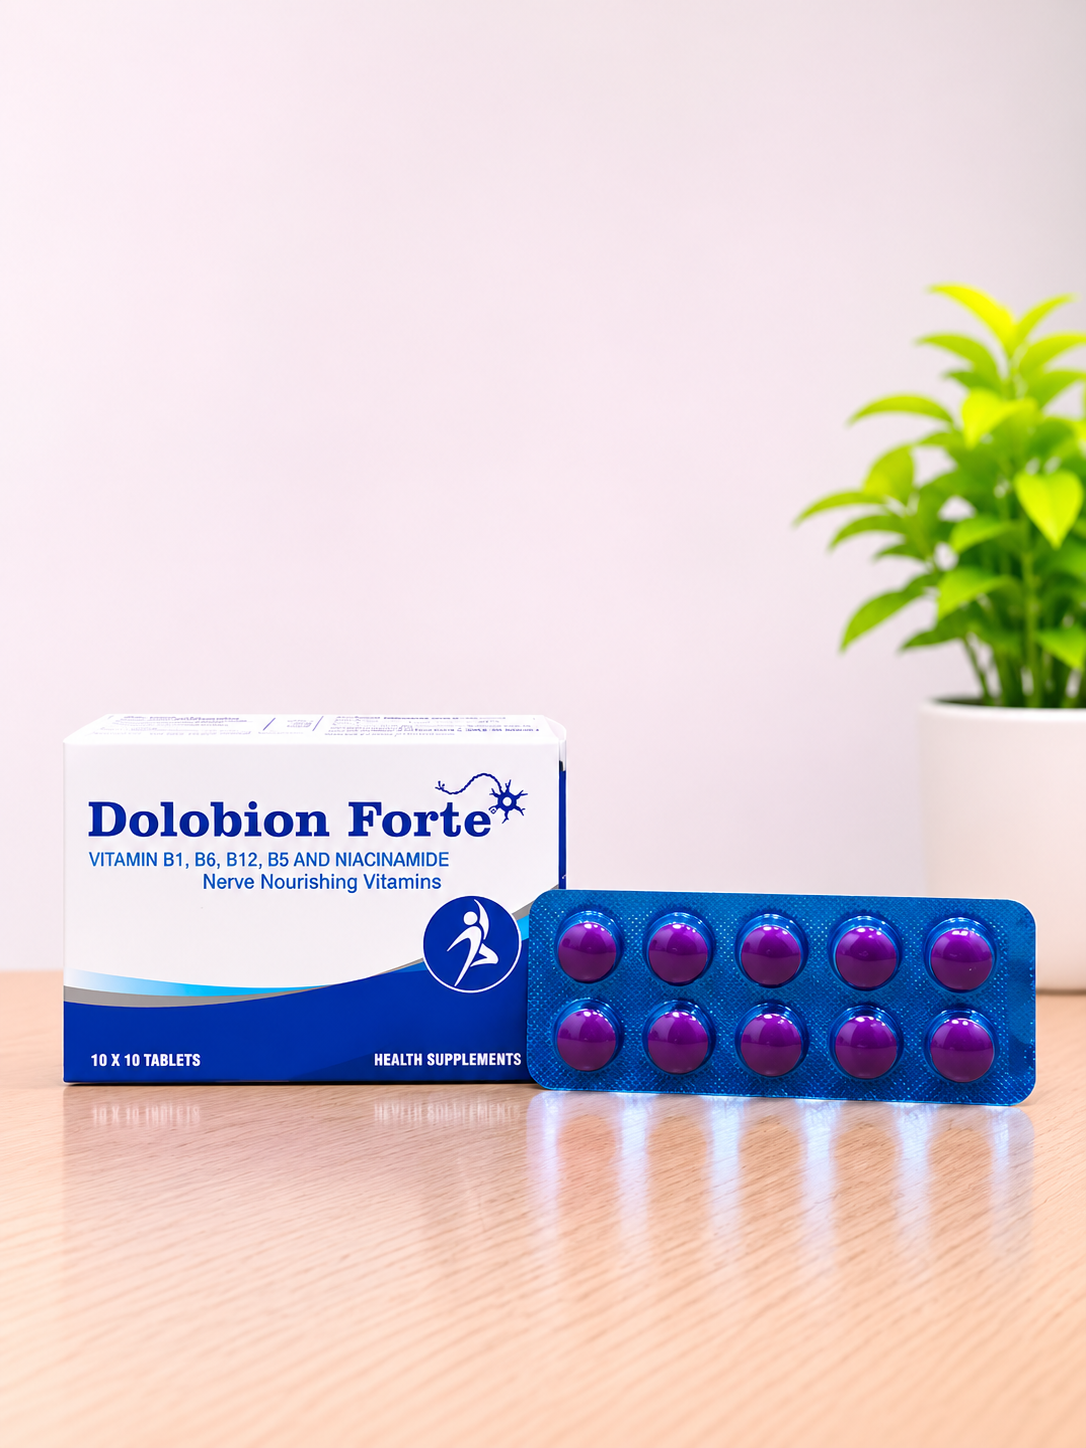 Dolobion Forte
VITAMIN B1, B6, B12, B5 AND NIACINAMIDE
Nerve Nourishing Vitamins
10 X 10 TABLETS
HEALTH SUPPLEMENTS